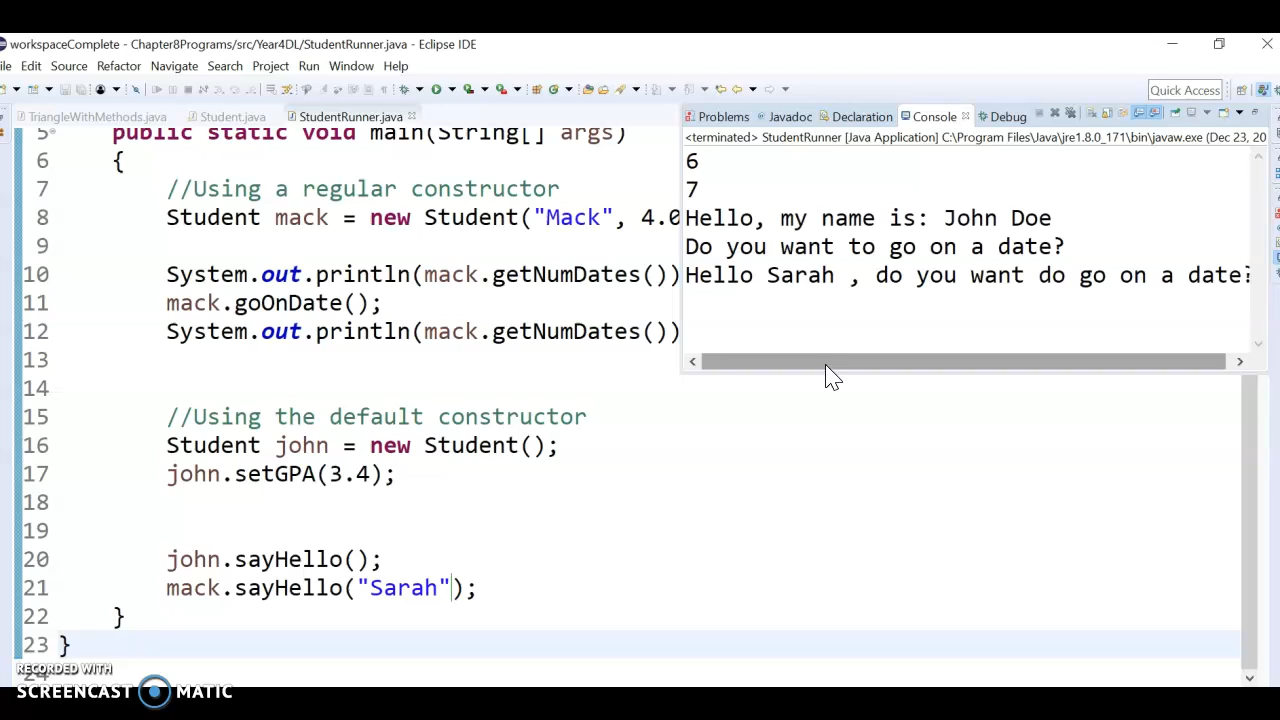 workspaceComplete - Chapter8Programs/src/Year4DL/StudentRunner.java - Eclipse IDE
ile Edit Source Refactor Navigate Search Project Run Window Help
Quick Access
TriangleWithMethods.java Student.java StudentRunner.java
Problems Javadoc Declaration Console Debug
<terminated> StudentRunner [Java Application] C:\Program Files\Java\jre1.8.0_171\bin\javaw.exe (Dec 23, 20
5 public static void main(String[] args)
6 {
7 //Using a regular constructor
8 Student mack = new Student("Mack", 4.0
9
10 System.out.println(mack.getNumDates())
11 mack.goOnDate();
12 System.out.println(mack.getNumDates())
13
14
15 //Using the default constructor
16 Student john = new Student();
17 john.setGPA(3.4);
18
19
20 john.sayHello();
21 mack.sayHello("Sarah");
22 }
23 }
6
7
Hello, my name is: John Doe
Do you want to go on a date?
Hello Sarah , do you want do go on a date?
RECORDED WITH
SCREENCAST MATIC